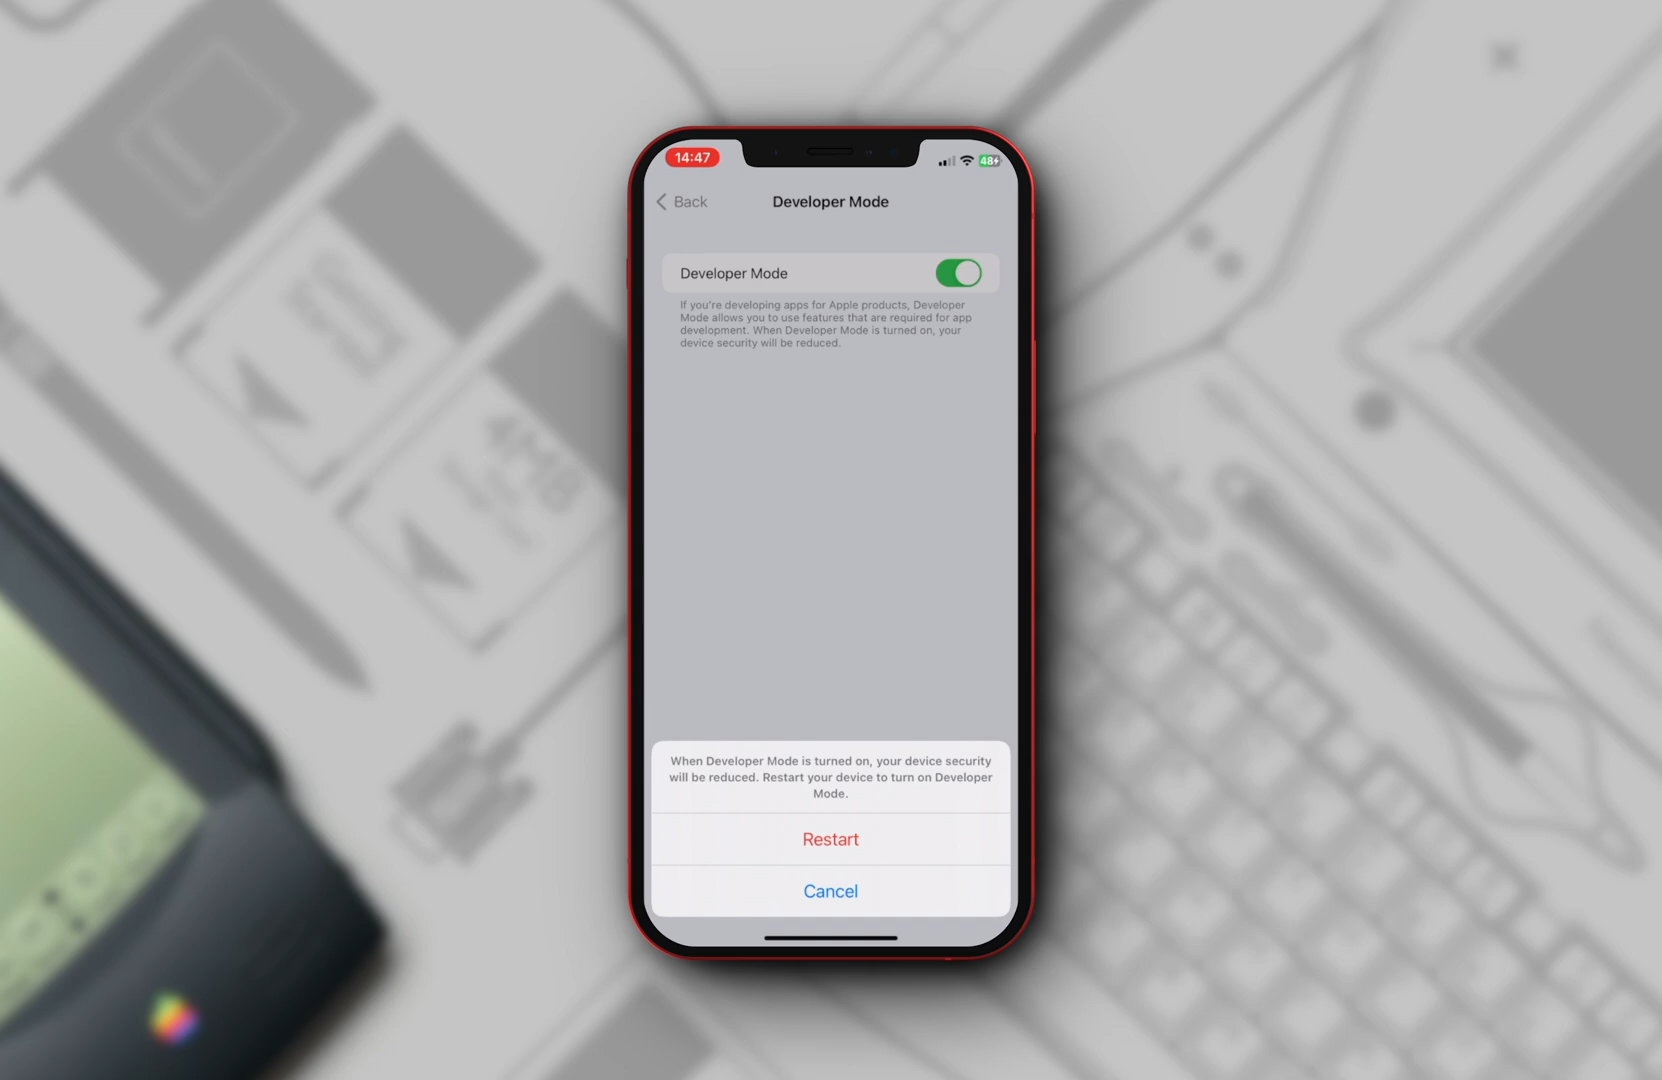 14:47
48
Back
Developer Mode
Developer Mode
If you're developing apps for Apple products, Developer
Mode allows you to use features that are required for app
development. When Developer Mode is turned on, your
device security will be reduced.
4MB
When Developer Mode is turned on, your device security
will be reduced. Restart your device to turn on Developer
Mode.
Restart
Cancel